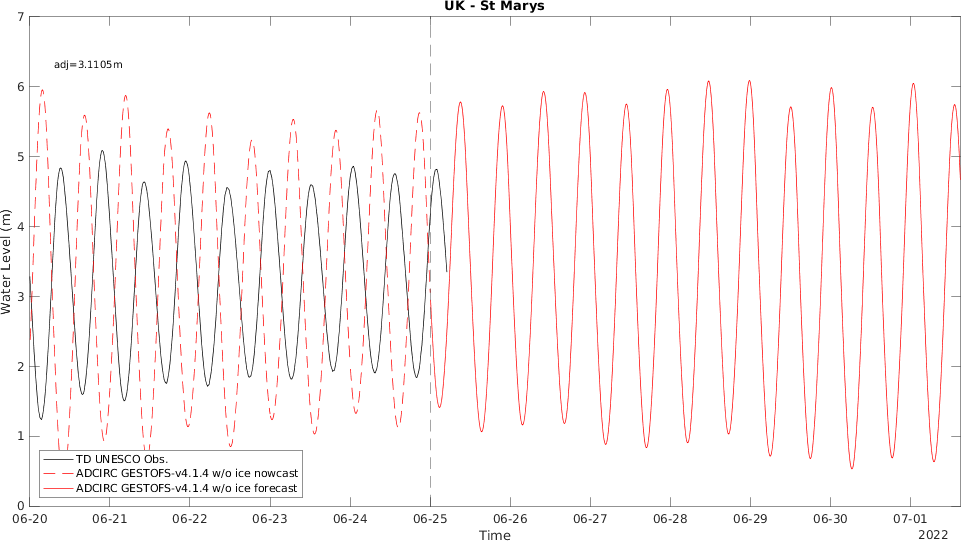 UK - St Marys
7
adj=3.1105m
6
5
4
3
2
1
0
Water Level (m)
TD UNESCO Obs.
ADCIRC GESTOFS-v4.1.4 w/o ice nowcast
ADCIRC GESTOFS-v4.1.4 w/o ice forecast
06-20 06-21 06-22 06-23 06-24 06-25 06-26 06-27 06-28 06-29 06-30 07-01
Time
2022